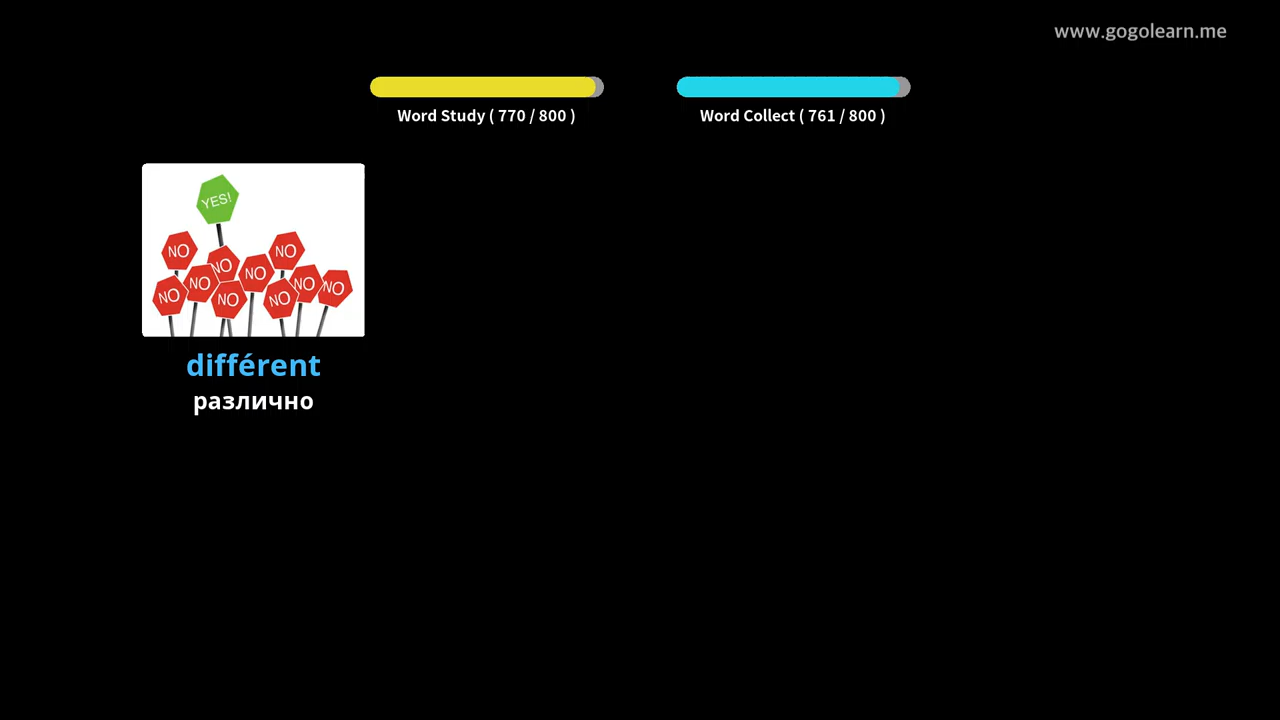 www.gogolearn.me
Word Study ( 770 / 800 )
Word Collect ( 761 / 800 )
YES!
NO
NO
NO
NO
NO
NO
NO
NO
NO
NO
différent
различно